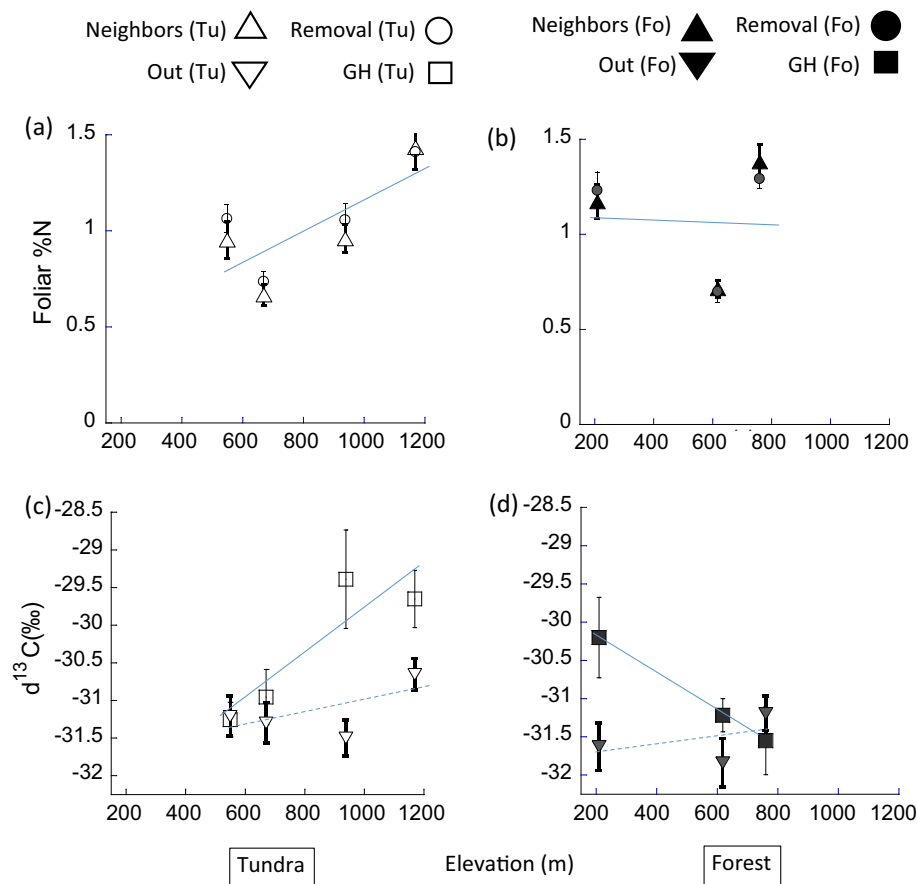 Neighbors (Tu) Removal (Tu) Neighbors (Fo) Removal (Fo)
Out (Tu) GH (Tu) Out (Fo) GH (Fo)
(a) (b)
1.5 1.5
1 1
0.5 0.5
0 0
Foliar %N
200 400 600 800 1000 1200 200 400 600 800 1000 1200
(c) (d)
-28.5 -28.5
-29 -29
-29.5 -29.5
-30 -30
-30.5 -30.5
-31 -31
-31.5 -31.5
-32 -32
d13C(‰)
200 400 600 800 1000 1200 200 400 600 800 1000 1200
Tundra Elevation (m) Forest